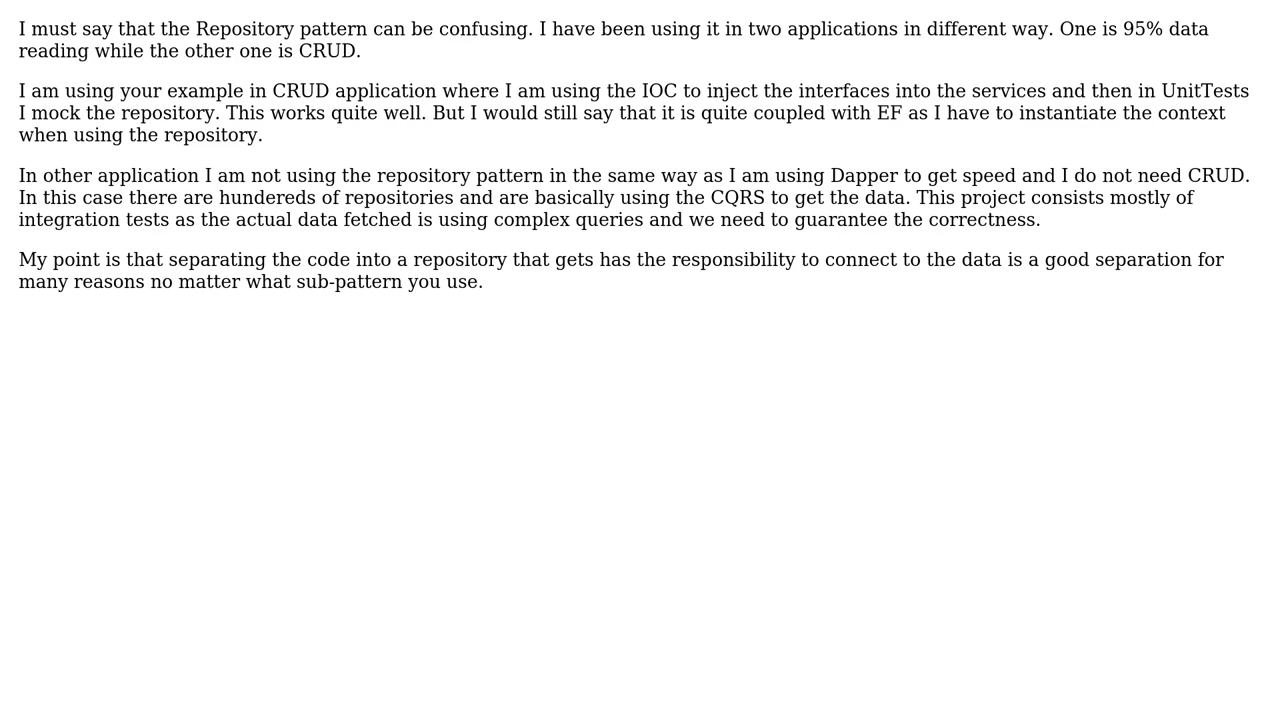 I must say that the Repository pattern can be confusing. I have been using it in two applications in different way. One is 95% data
reading while the other one is CRUD.
I am using your example in CRUD application where I am using the IOC to inject the interfaces into the services and then in UnitTests
I mock the repository. This works quite well. But I would still say that it is quite coupled with EF as I have to instantiate the context
when using the repository.
In other application I am not using the repository pattern in the same way as I am using Dapper to get speed and I do not need CRUD.
In this case there are hundereds of repositories and are basically using the CQRS to get the data. This project consists mostly of
integration tests as the actual data fetched is using complex queries and we need to guarantee the correctness.
My point is that separating the code into a repository that gets has the responsibility to connect to the data is a good separation for
many reasons no matter what sub-pattern you use.